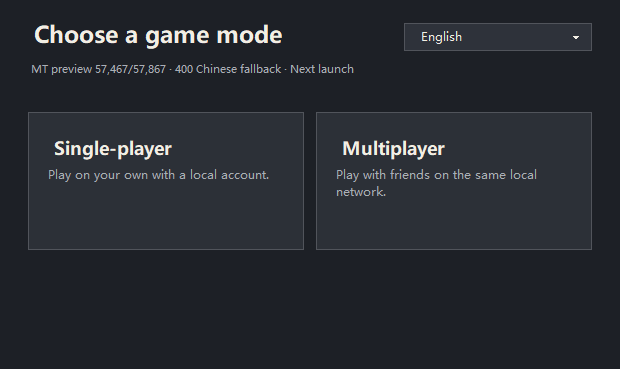 Choose a game mode
English
MT preview 57,467/57,867 · 400 Chinese fallback · Next launch
Single-player
Play on your own with a local account.
Multiplayer
Play with friends on the same local
network.